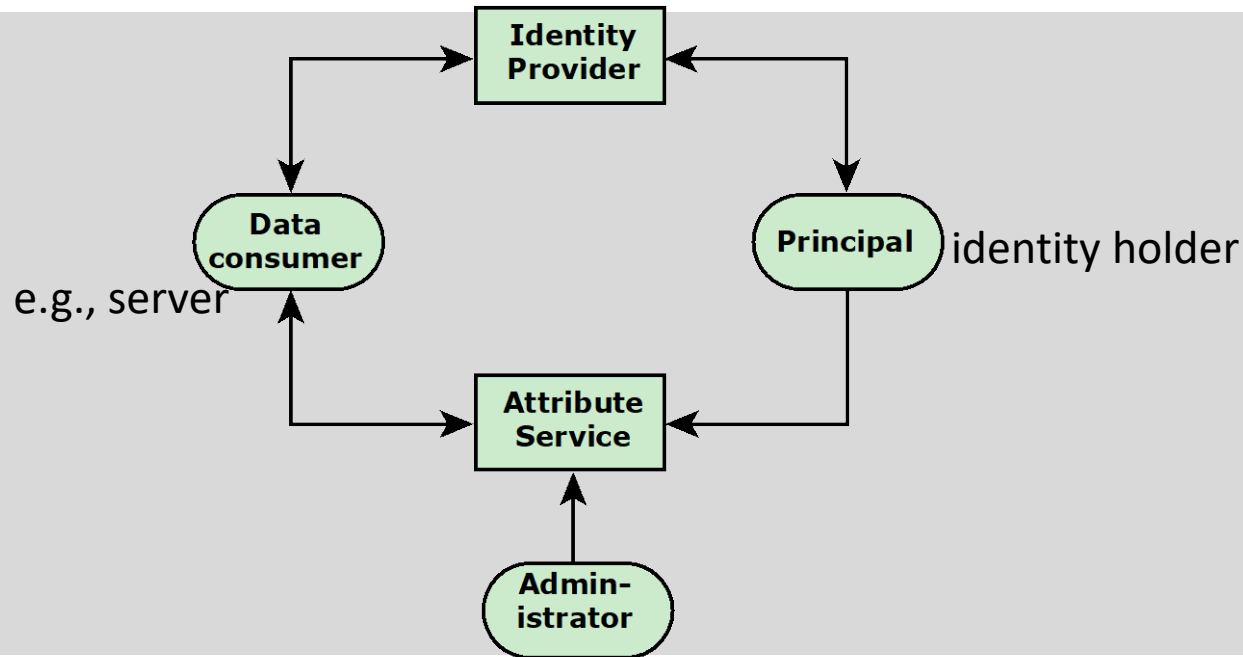 Identity
Provider
Data
consumer
e.g., server
Principal
identity holder
Attribute
Service
Admin-
istrator